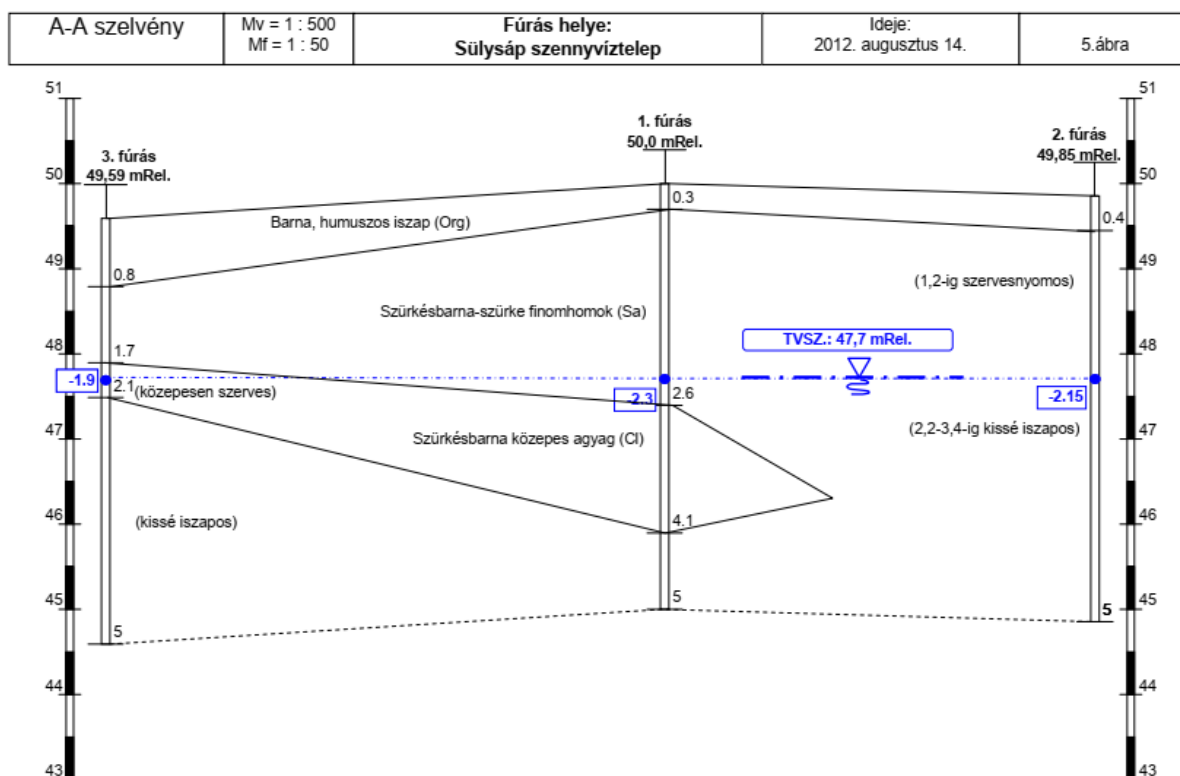 A-A szelvény
Mv = 1 : 500
Mf = 1 : 50
Fúrás helye:
Sülysáp szennyvíztelep
Ideje:
2012. augusztus 14.
5.ábra
51
51
1. fúrás
50,0 mRel.
2. fúrás
49,85 mRel.
3. fúrás
49,59 mRel.
50
50
0.3
0.4
Barna, humuszos iszap (Org)
49
0.8
49
(1,2-ig szervesnyomos)
Szürkésbarna-szürke finomhomok (Sa)
TVSZ.: 47,7 mRel.
48
1.7
48
-1.9
2.1
(közepesen szerves)
-2.3
2.6
-2.15
47
Szürkésbarna közepes agyag (Cl)
(2,2-3,4-ig kissé iszapos)
47
46
(kissé iszapos)
4.1
46
45
5
5
5
45
44
44
43
43